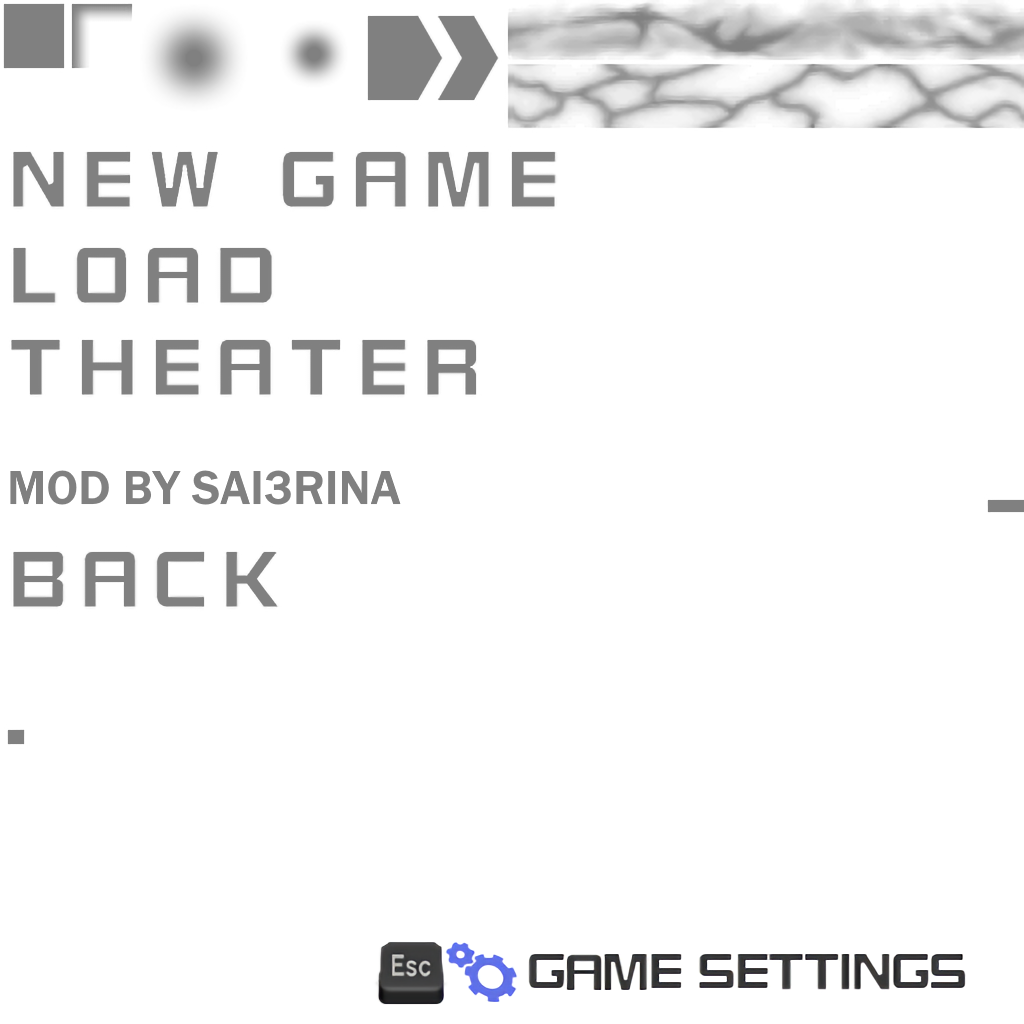 NEW GAME
LOAD
THEATER
MOD BY SAI3RINA
BACK
Esc GAME SETTINGS